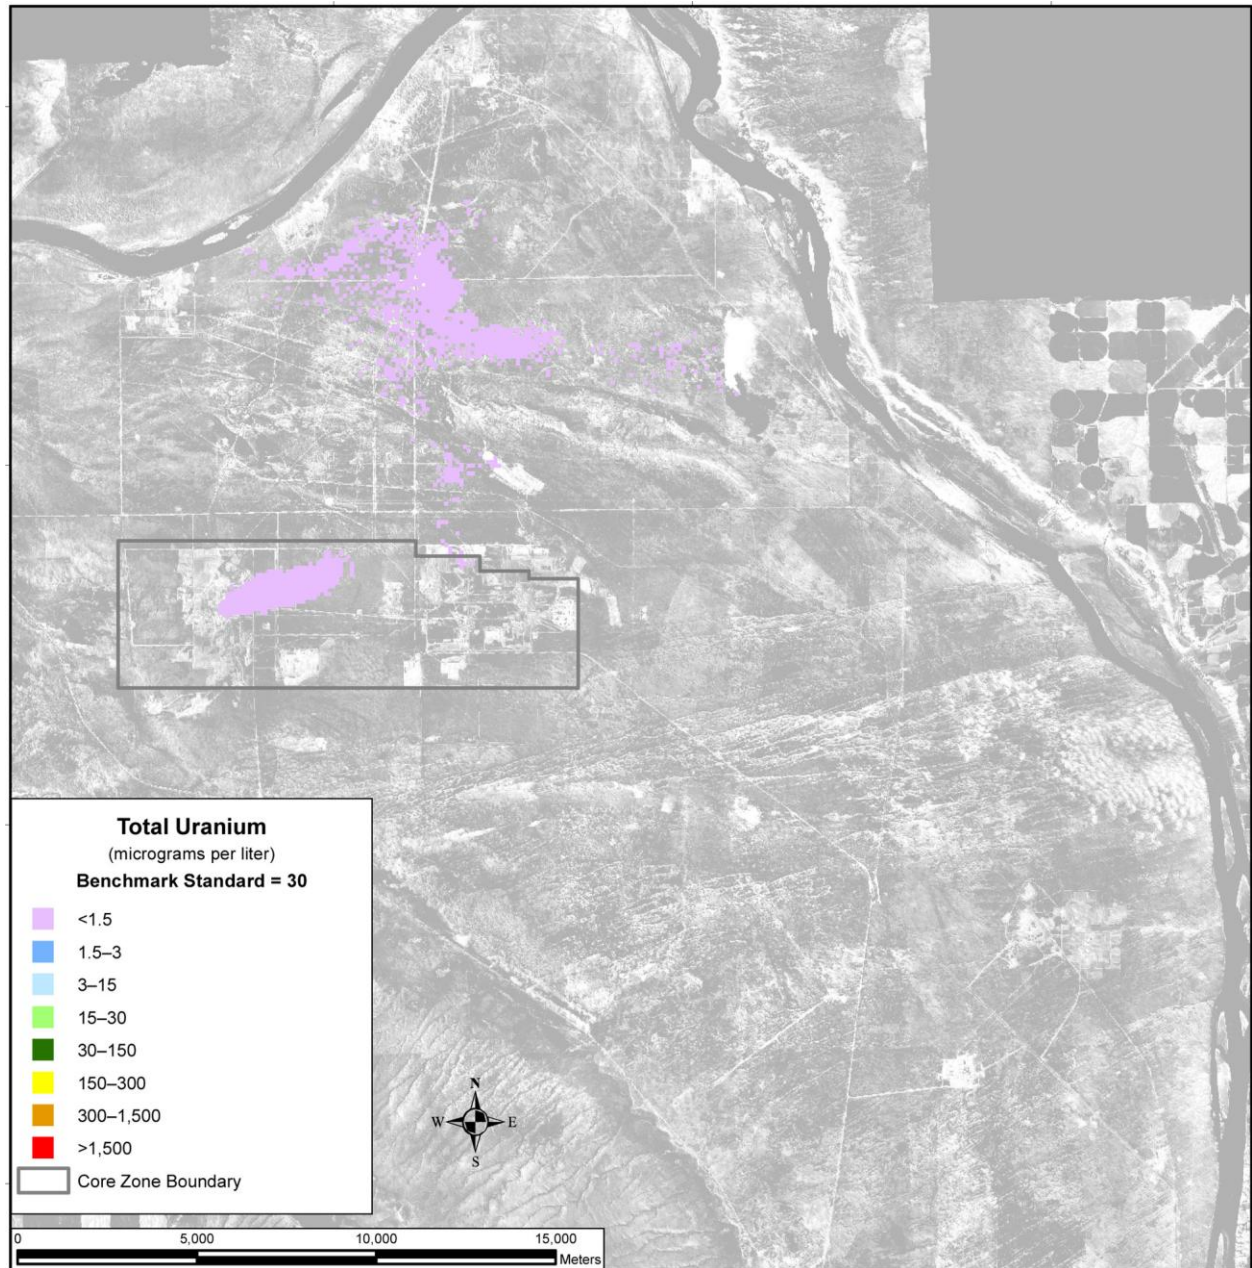 Total Uranium
(micrograms per liter)
Benchmark Standard = 30
<1.5
1.5–3
3–15
15–30
30–150
150–300
300–1,500
>1,500
Core Zone Boundary
N
W E
S
0 5,000 10,000 15,000
Meters